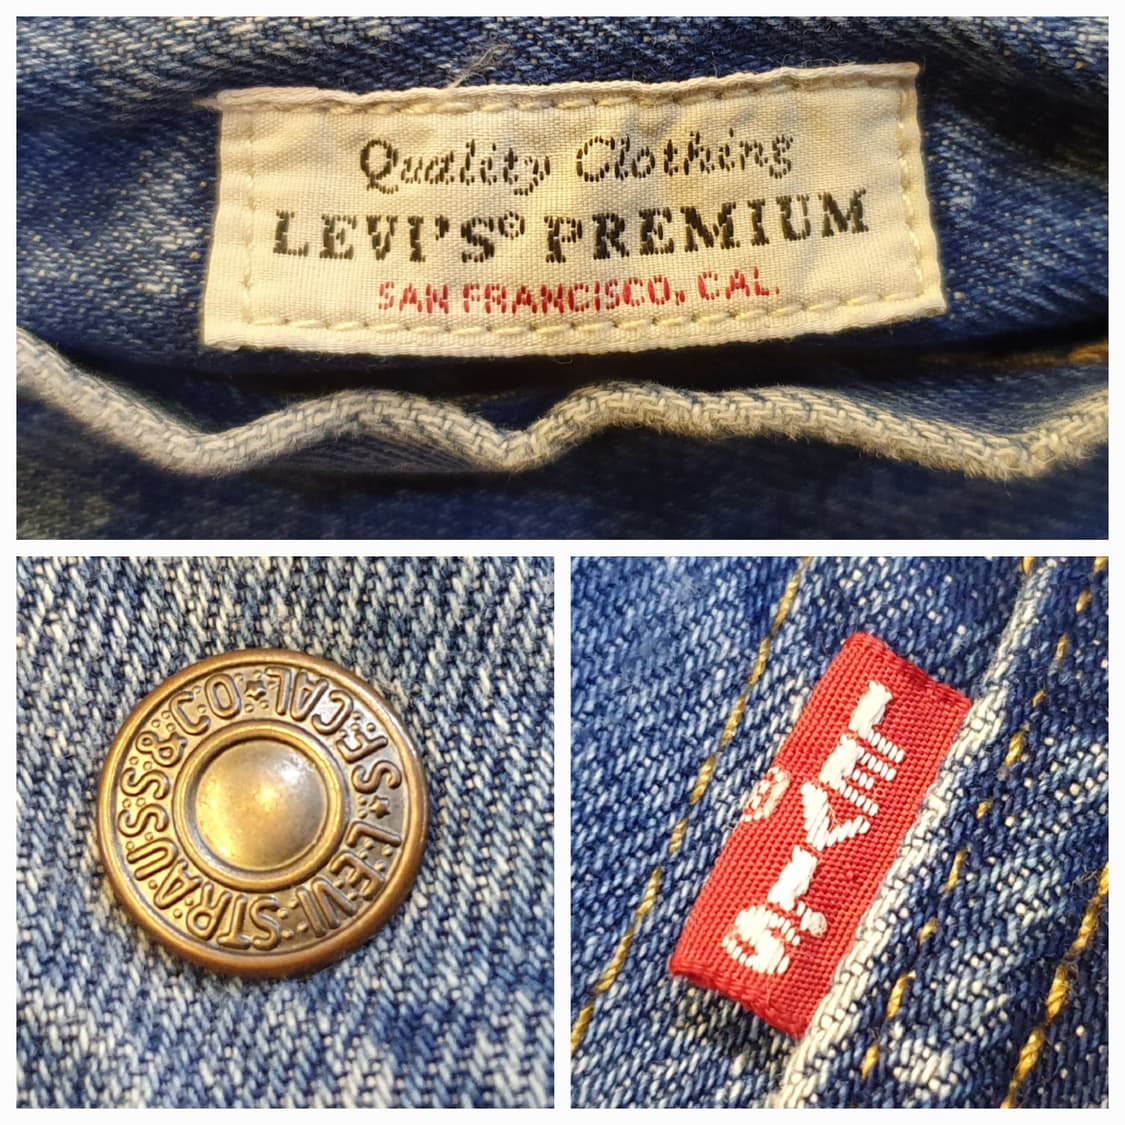 Quality Clothing
LEVI'S® PREMIUM
SAN FRANCISCO, CAL.
LEVI STRAUSS & CO ★ S.F. CAL ★
LEVI'S
®